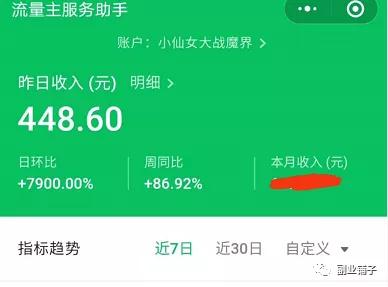 流量主服务助手
账户：小仙女大战魔界 >
昨日收入 (元) 明细 >
448.60
日环比 周同比 本月收入 (元)
+7900.00% +86.92%
指标趋势 近7日 近30日 自定义
副业铺子